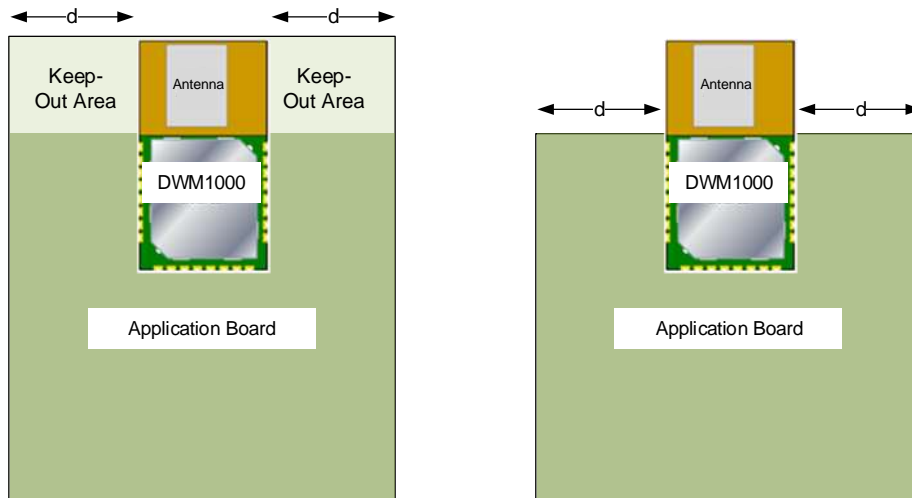 d
d
Keep-
Out Area
Antenna
Keep-
Out Area
DWM1000
Application Board
Antenna
d
d
DWM1000
Application Board